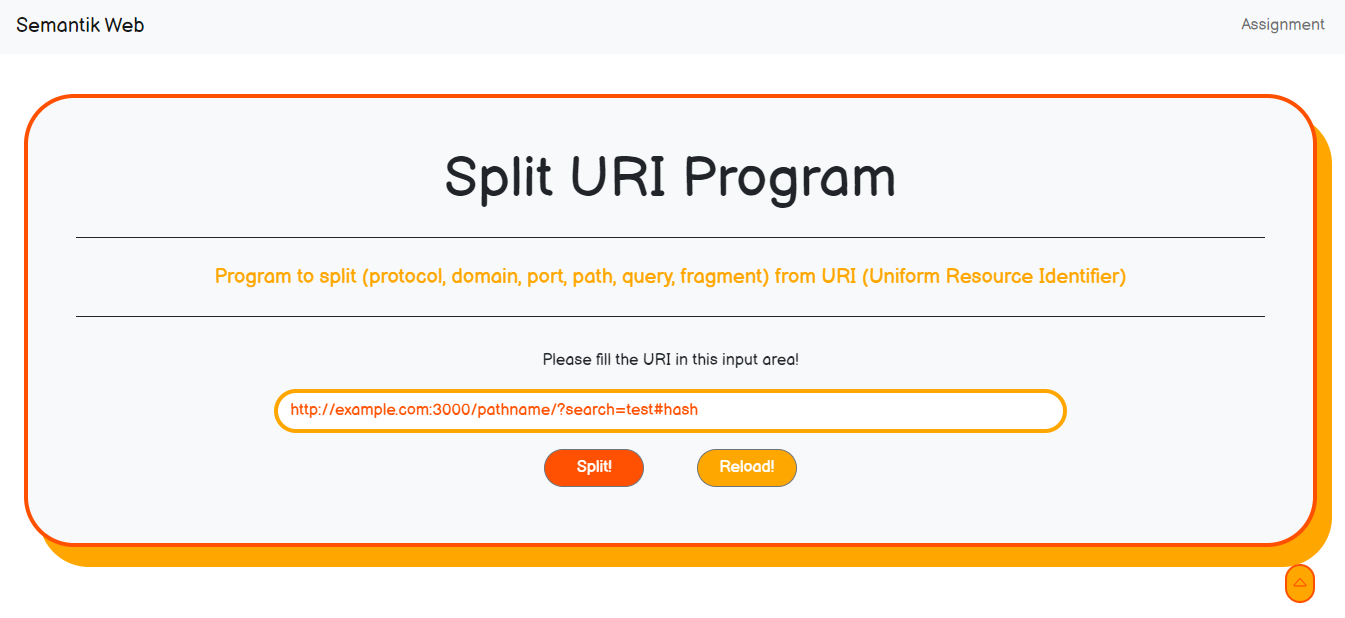 Semantik Web
Assignment
Split URI Program
Program to split (protocol, domain, port, path, query, fragment) from URI (Uniform Resource Identifier)
Please fill the URI in this input area!
http://example.com:3000/pathname/?search=test#hash
Split!
Reload!